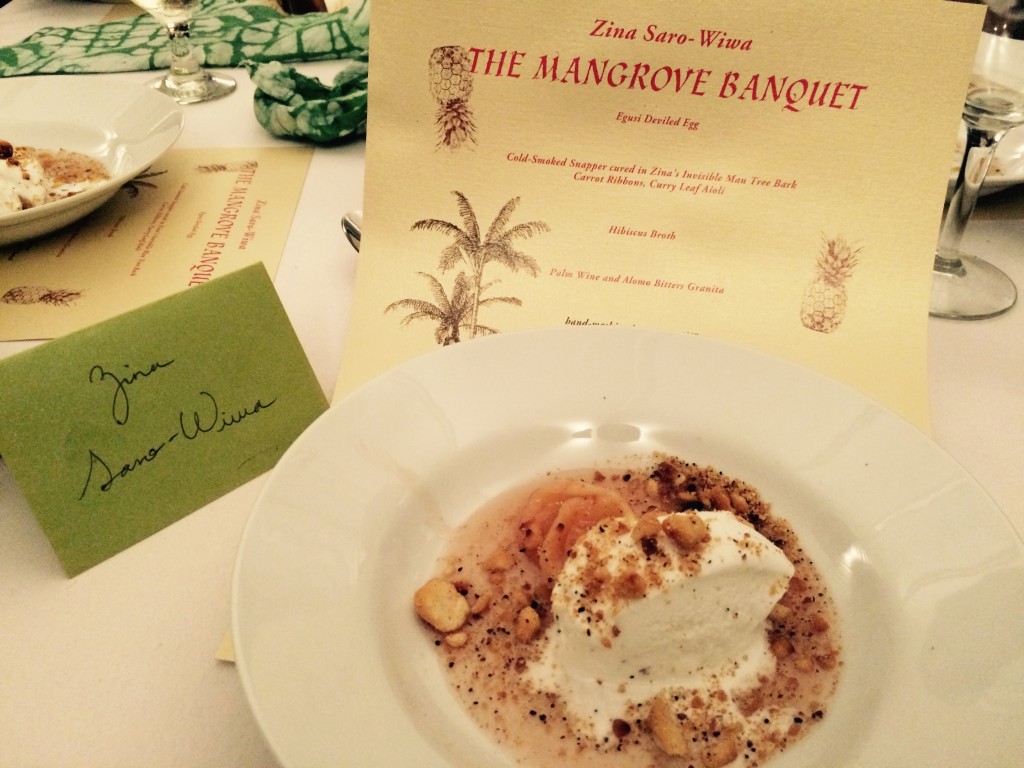 Zina Saro-Wiwa
THE MANGROVE BANQUET
Egusi Deviled Egg
Cold-Smoked Snapper cured in Zina's Invisible Man Tree Bark
Carrot Ribbons, Curry Leaf Aioli
Hibiscus Broth
Palm Wine and Alomo Bitters Granita
Zina
Saro-Wiwa
Zina Saro-Wiwa
THE MANGROVE BANQUE